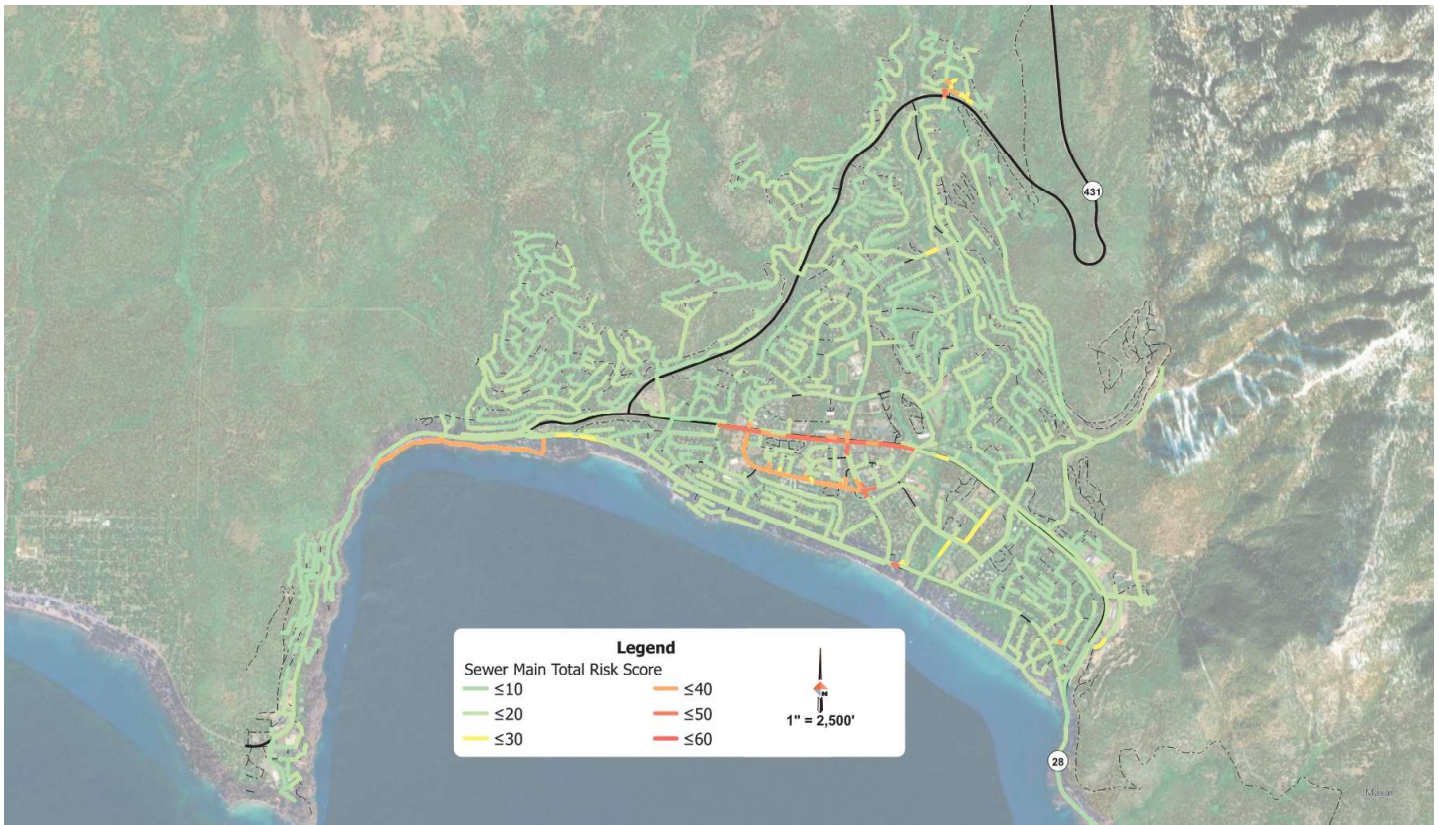 431
Legend
Sewer Main Total Risk Score
≤10
≤20
≤30
≤40
≤50
≤60
N
1" = 2,500'
28
Maxar